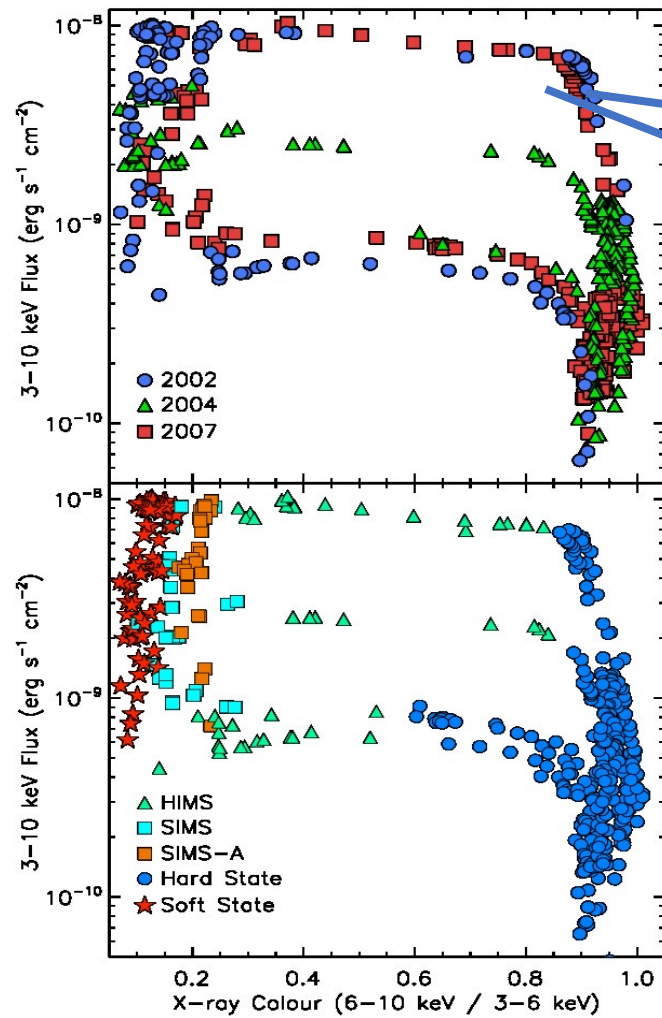 10⁻⁸
3−10 keV Flux (erg s⁻¹ cm⁻²)
10⁻⁹
10⁻¹⁰
2002
2004
2007
10⁻⁸
3−10 keV Flux (erg s⁻¹ cm⁻²)
10⁻⁹
10⁻¹⁰
HIMS
SIMS
SIMS−A
Hard State
Soft State
0.2 0.4 0.6 0.8 1.0
X−ray Colour (6−10 keV / 3−6 keV)